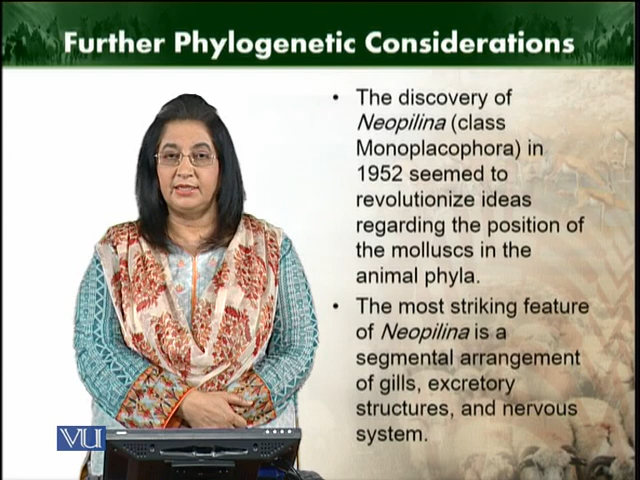 Further Phylogenetic Considerations
• The discovery of
Neopilina (class
Monoplacophora) in
1952 seemed to
revolutionize ideas
regarding the position of
the molluscs in the
animal phyla.
• The most striking feature
of Neopilina is a
segmental arrangement
of gills, excretory
structures, and nervous
system.
VU